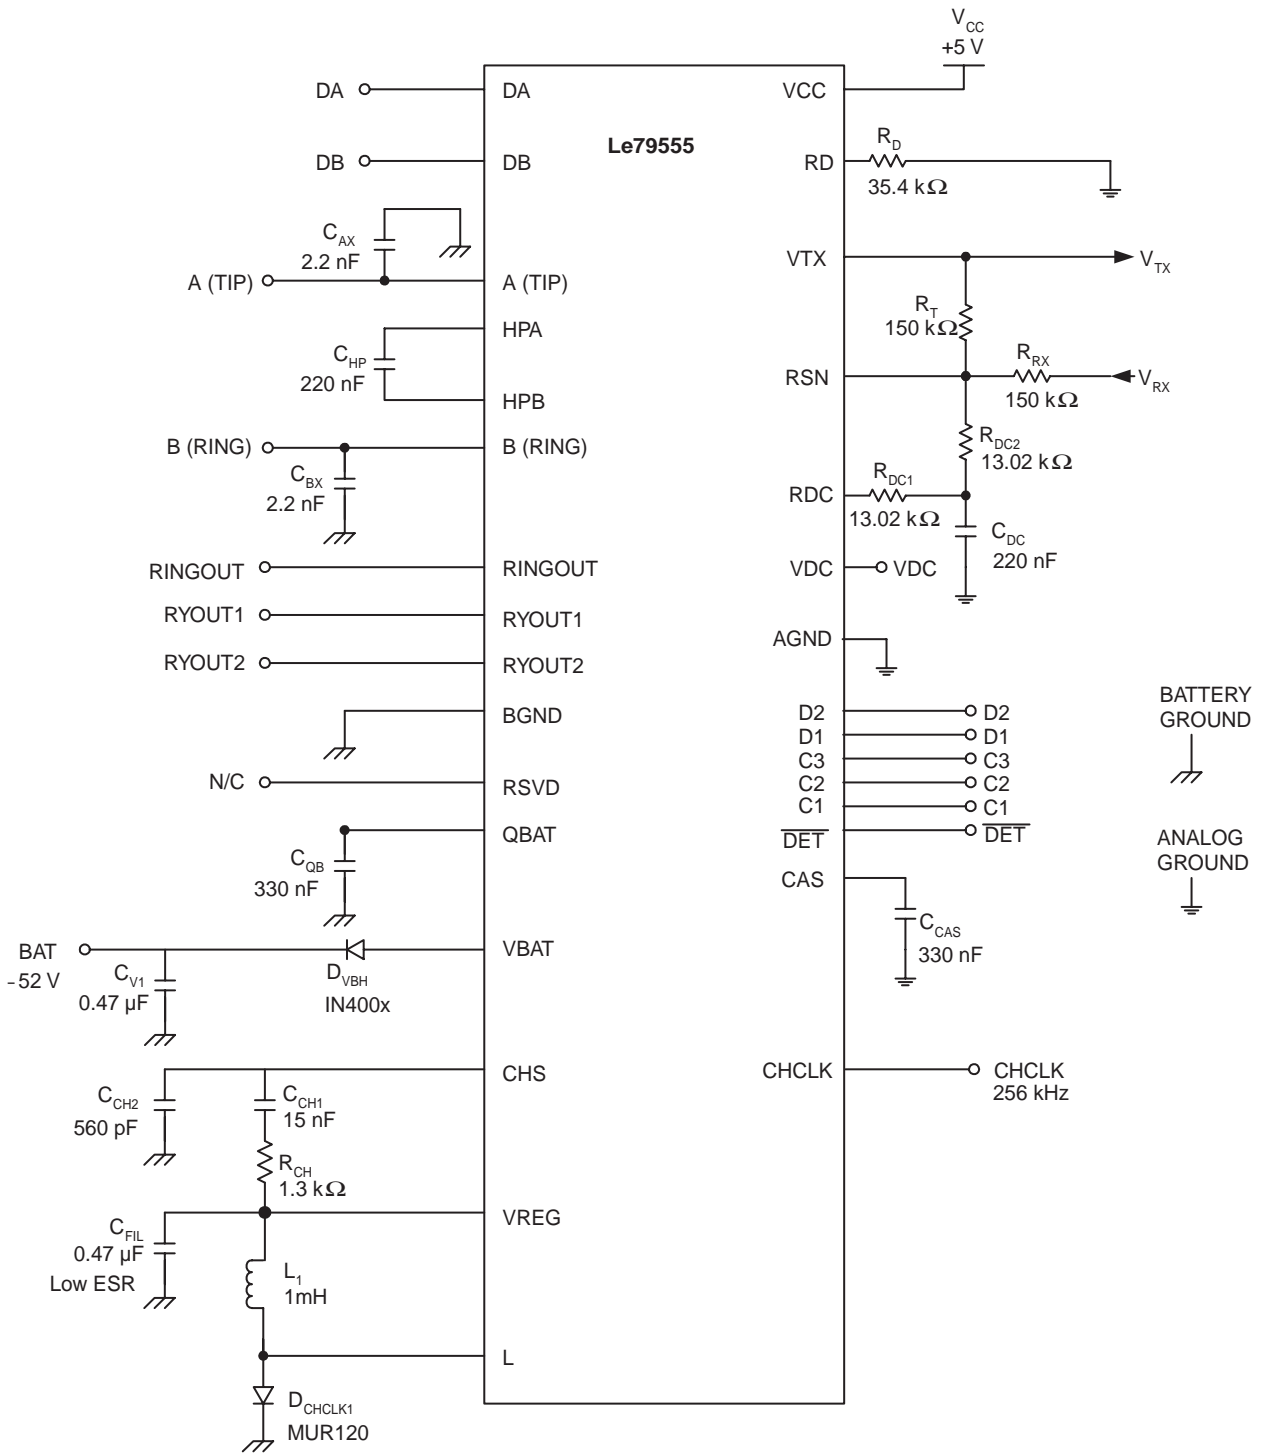 V_CC
+5 V
DA
DA
VCC
Le79555
R_D
35.4 kΩ
DB
DB
RD
C_AX
2.2 nF
A (TIP)
A (TIP)
VTX
V_TX
R_T
150 kΩ
HPA
C_HP
220 nF
HPB
RSN
R_RX
150 kΩ
V_RX
B (RING)
B (RING)
C_BX
2.2 nF
R_DC2
13.02 kΩ
RDC
R_DC1
13.02 kΩ
C_DC
220 nF
RINGOUT
RINGOUT
VDC
VDC
RYOUT1
RYOUT1
AGND
RYOUT2
RYOUT2
BGND
BATTERY
GROUND
D2
D2
D1
D1
C3
C3
C2
C2
C1
C1
DET
DET
N/C
RSVD
QBAT
C_QB
330 nF
ANALOG
GROUND
CAS
C_CAS
330 nF
BAT
-52 V
VBAT
C_V1
0.47 µF
D_VBH
IN400x
CHS
CHCLK
CHCLK
256 kHz
C_CH2
560 pF
C_CH1
15 nF
R_CH
1.3 kΩ
VREG
C_FIL
0.47 µF
Low ESR
L_1
1mH
L
D_CHCLK1
MUR120